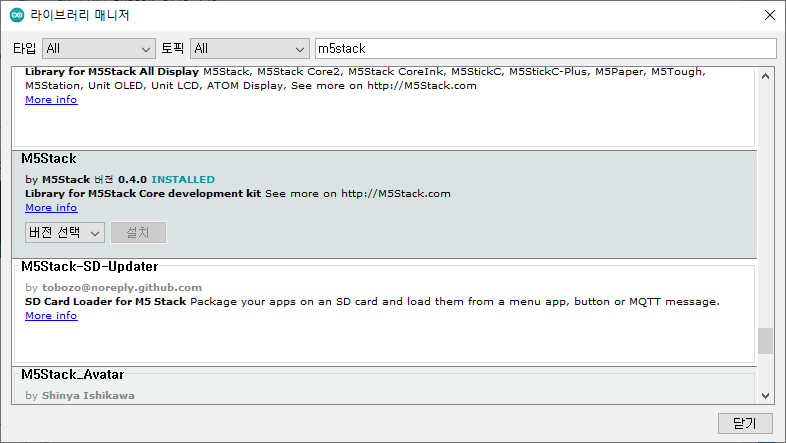 라이브러리 매니저
타입 All 토픽 All m5stack
Library for M5Stack All Display M5Stack, M5Stack Core2, M5Stack CoreInk, M5StickC, M5StickC-Plus, M5Paper, M5Tough,
M5Station, Unit OLED, Unit LCD, ATOM Display, See more on http://M5Stack.com
More info
M5Stack
by M5Stack 버전 0.4.0 INSTALLED
Library for M5Stack Core development kit See more on http://M5Stack.com
More info
버전 선택 설치
M5Stack-SD-Updater
by tobozo@noreply.github.com
SD Card Loader for M5 Stack Package your apps on an SD card and load them from a menu app, button or MQTT message.
More info
M5Stack_Avatar
by Shinya Ishikawa
닫기